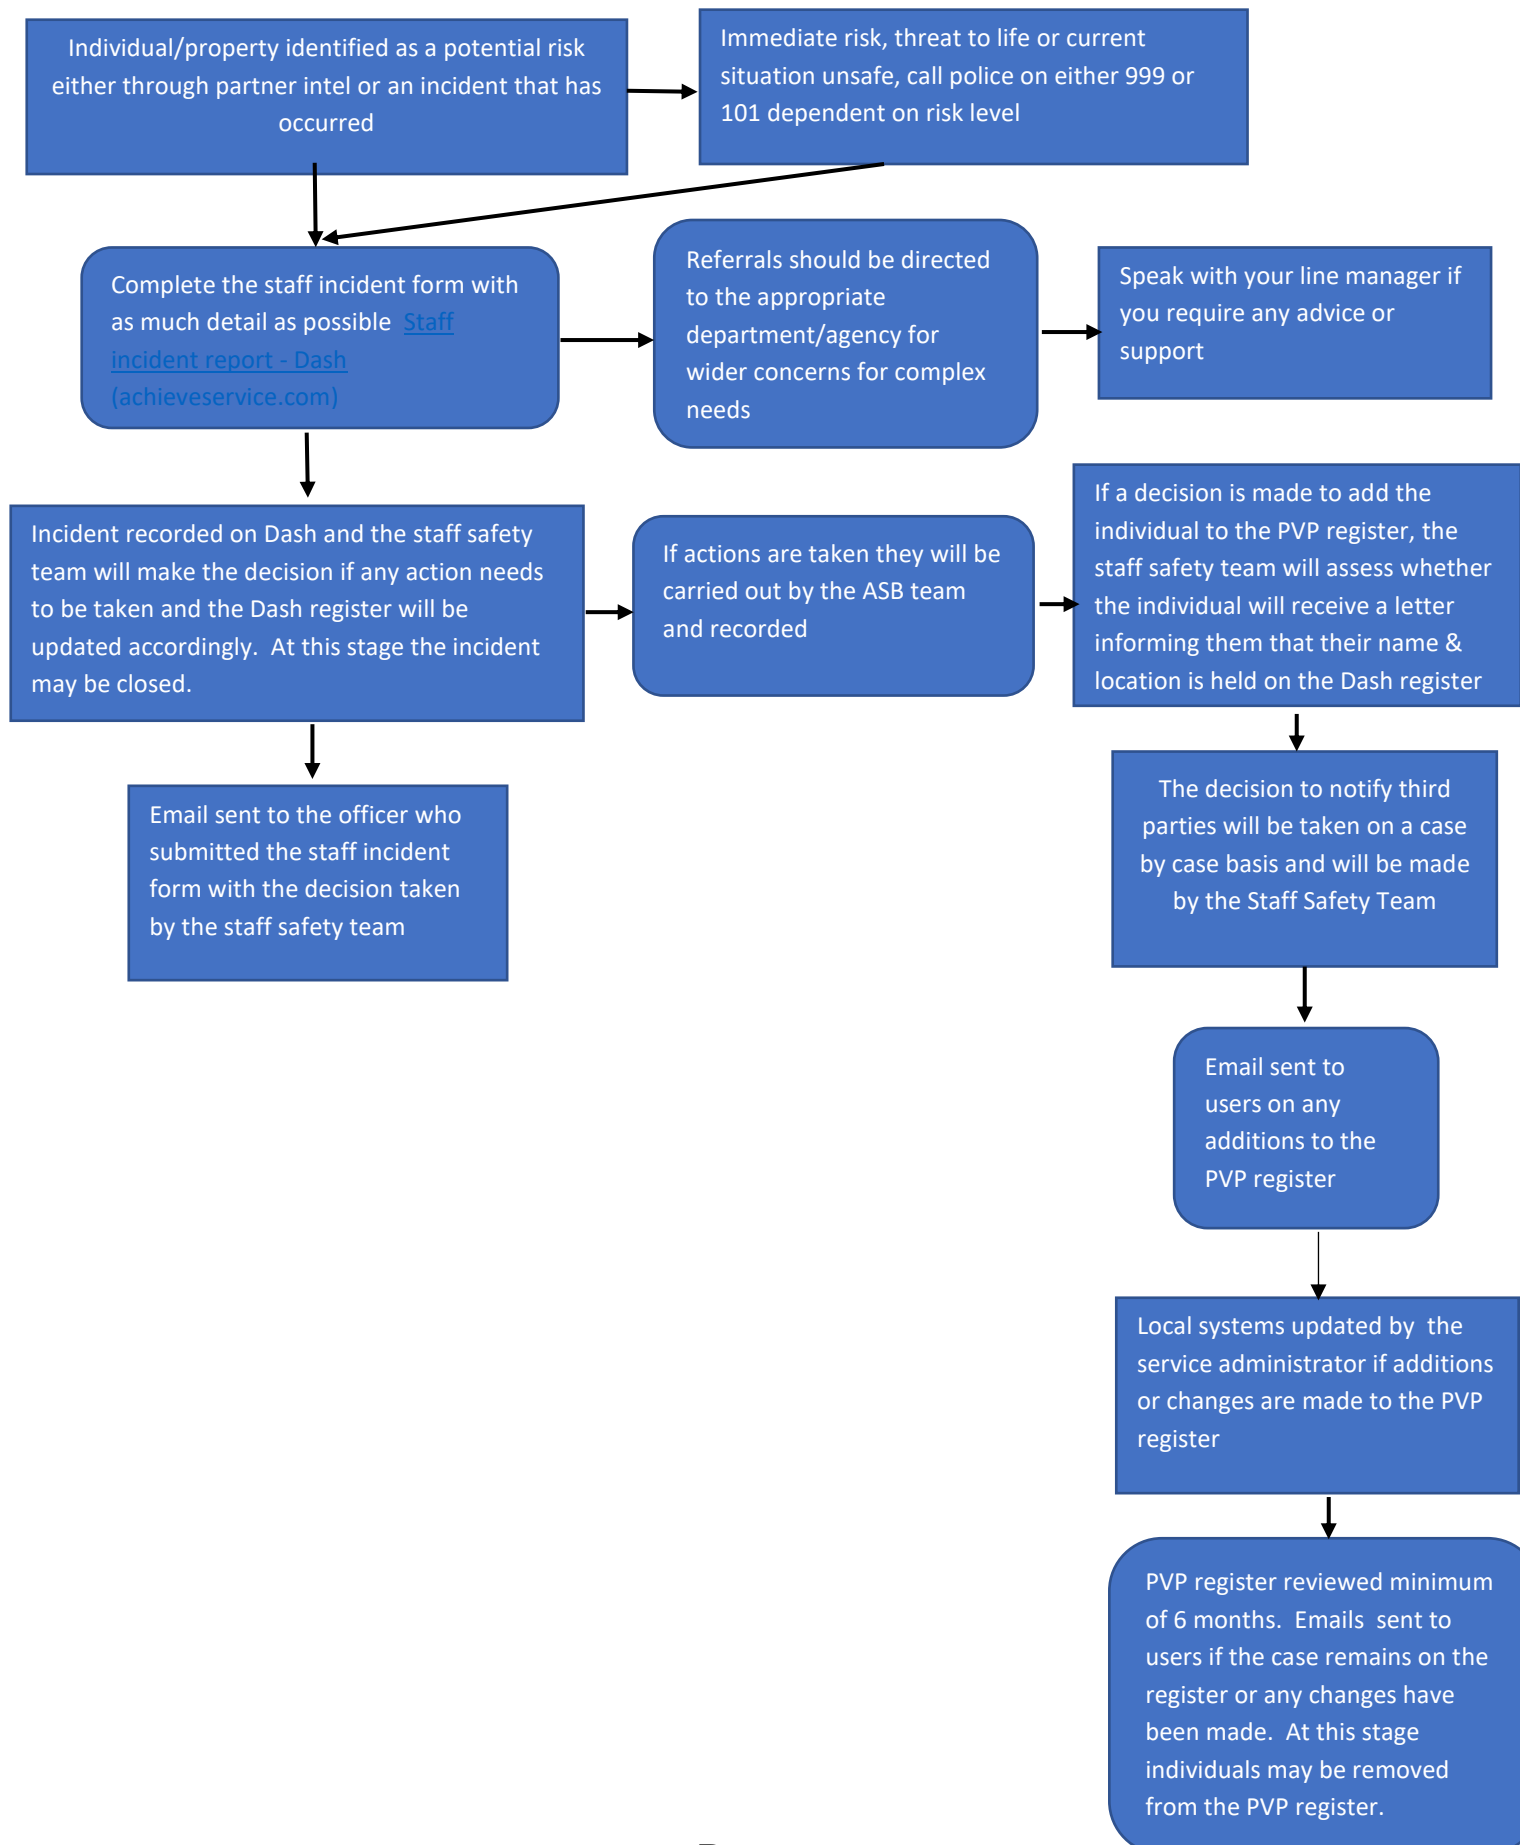 Individual/property identified as a potential risk
either through partner intel or an incident that has
occurred
Immediate risk, threat to life or current
situation unsafe, call police on either 999 or
101 dependent on risk level
Complete the staff incident form with
as much detail as possible  Staff
incident report - Dash
(achieveservice.com)
Referrals should be directed
to the appropriate
department/agency for
wider concerns for complex
needs
Speak with your line manager if
you require any advice or
support
Incident recorded on Dash and the staff safety
team will make the decision if any action needs
to be taken and the Dash register will be
updated accordingly.  At this stage the incident
may be closed.
If actions are taken they will be
carried out by the ASB team
and recorded
If a decision is made to add the
individual to the PVP register, the
staff safety team will assess whether
the individual will receive a letter
informing them that their name &
location is held on the Dash register
Email sent to the officer who
submitted the staff incident
form with the decision taken
by the staff safety team
The decision to notify third
parties will be taken on a case
by case basis and will be made
by the Staff Safety Team
Email sent to
users on any
additions to the
PVP register
Local systems updated by  the
service administrator if additions
or changes are made to the PVP
register
PVP register reviewed minimum
of 6 months.  Emails  sent to
users if the case remains on the
register or any changes have
been made.  At this stage
individuals may be removed
from the PVP register.